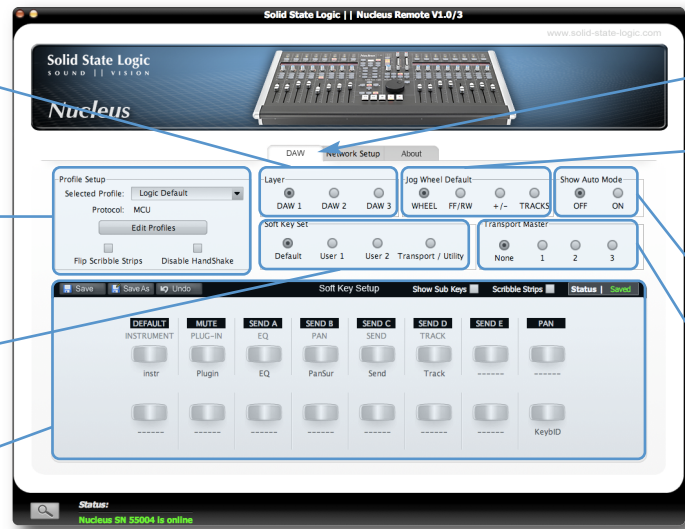 Solid State Logic || Nucleus Remote V1.0/3
www.solid-state-logic.com
Solid State Logic
SOUND || VISION
Nucleus
DAW Network Setup About
Profile Setup
Selected Profile: Logic Default
Protocol: MCU
Edit Profiles
Flip Scribble Strips Disable HandShake
Layer
DAW 1 DAW 2 DAW 3
Jog Wheel Default
WHEEL FF/RW +/- TRACKS
Show Auto Mode
OFF ON
Soft Key Set
Default User 1 User 2 Transport / Utility
Transport Master
None 1 2 3
Save Save As Undo Soft Key Setup Show Sub Keys Scribble Strips Status | Saved
DEFAULT MUTE SEND A SEND B SEND C SEND D SEND E PAN
INSTRUMENT PLUG-IN EQ PAN SEND TRACK
instr Plugin EQ PanSur Send Track ------ ------
------ ------ ------ ------ ------ ------ ------ KeybID
Status:
Nucleus SN 55004 is online